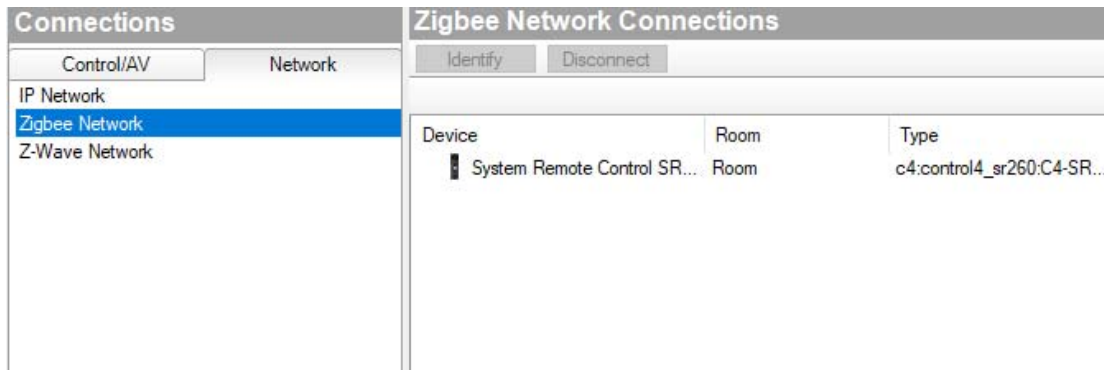 Connections
Control/AV
Network
IP Network
Zigbee Network
Z-Wave Network
Zigbee Network Connections
Identify
Disconnect
Device
Room
Type
System Remote Control SR...
Room
c4:control4_sr260:C4-SR...